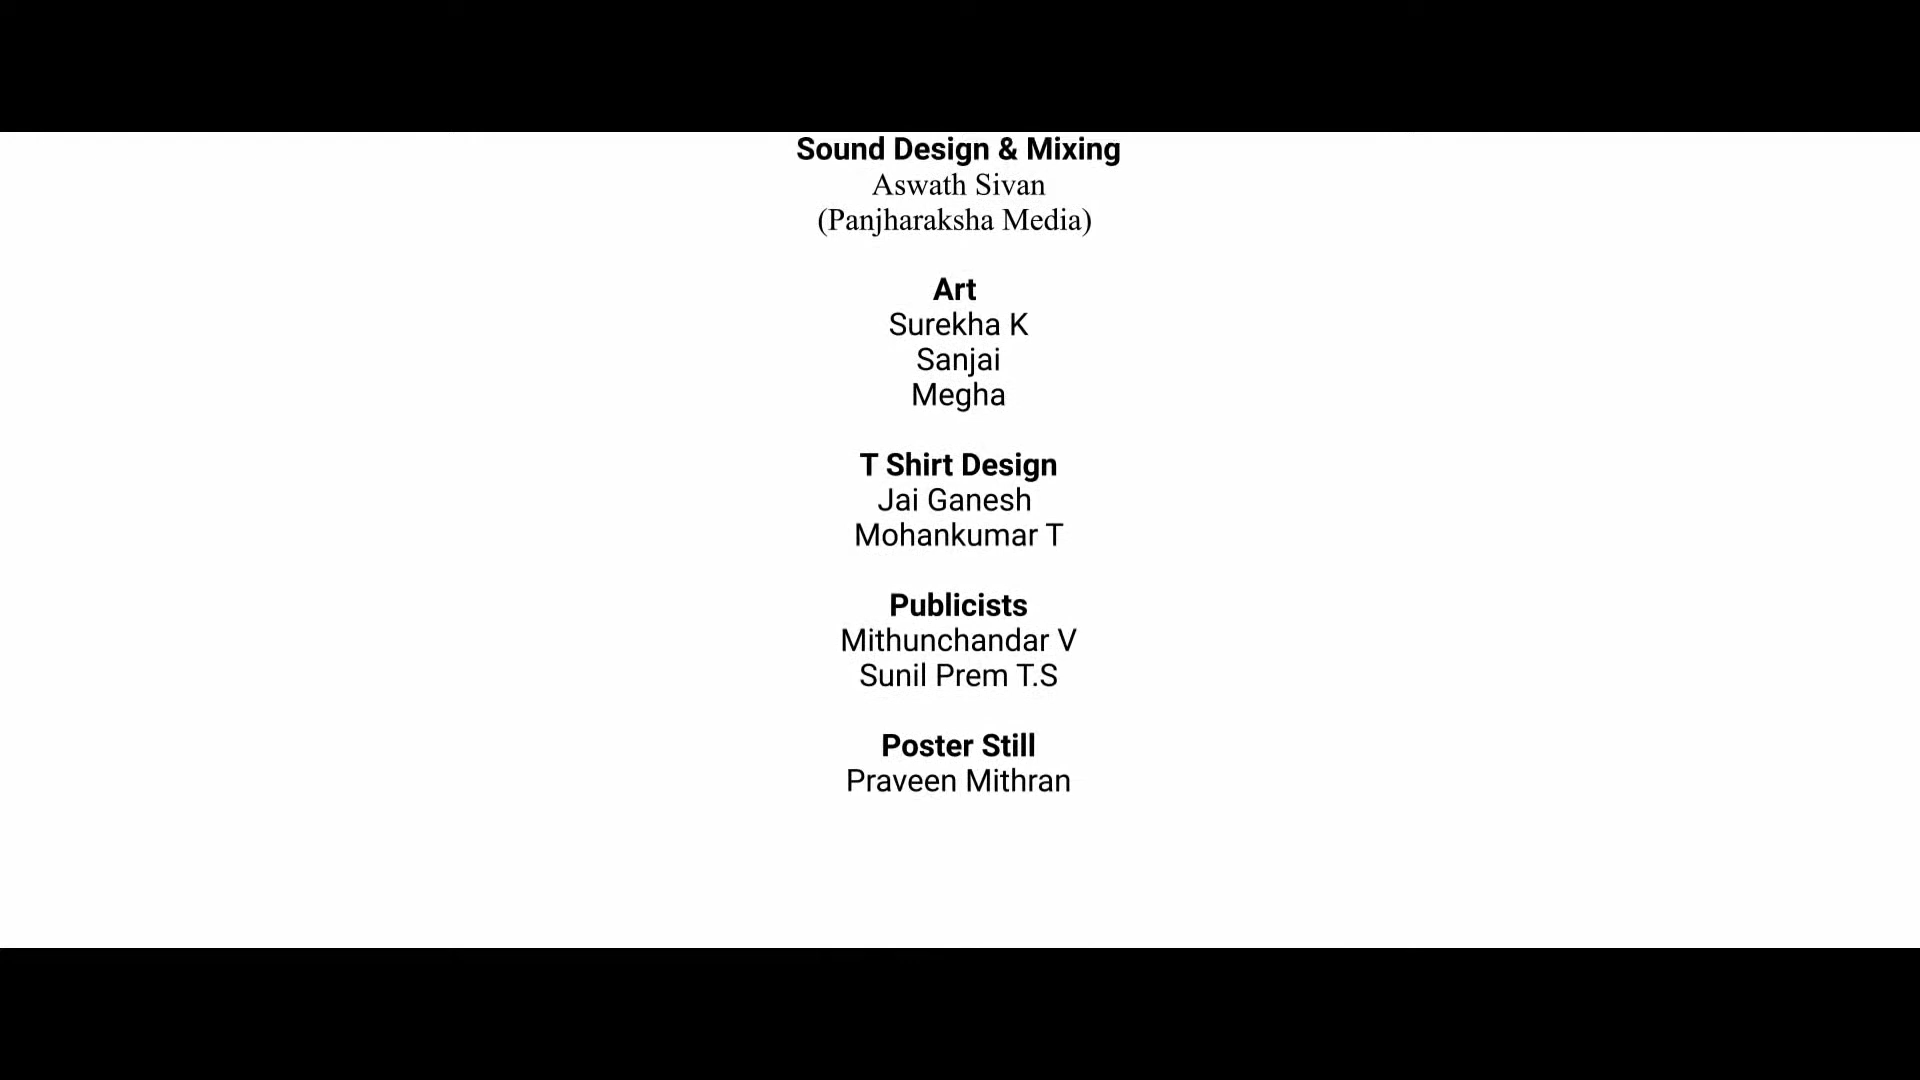 Sound Design & Mixing
Aswath Sivan
(Panjharaksha Media)
Art
Surekha K
Sanjai
Megha
T Shirt Design
Jai Ganesh
Mohankumar T
Publicists
Mithunchandar V
Sunil Prem T.S
Poster Still
Praveen Mithran